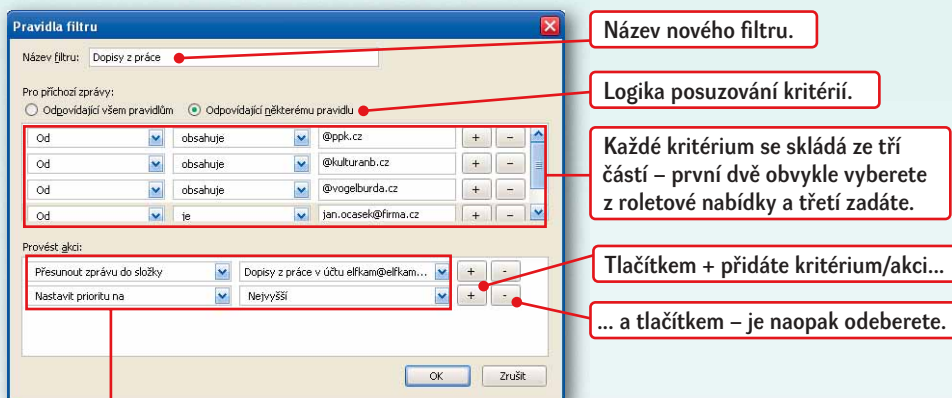 Pravidla filtru
Název filtru: Dopisy z práce
Název nového filtru.
Pro příchozí zprávy:
Odpovídající všem pravidlům Odpovídající některému pravidlu
Logika posuzování kritérií.
Od obsahuje @ppk.cz + -
Od obsahuje @kulturanb.cz + -
Od obsahuje @vogelburda.cz + -
Od je jan.ocasek@firma.cz + -
Každé kritérium se skládá ze tří
částí – první dvě obvykle vyberete
z roletové nabídky a třetí zadáte.
Provést akci:
Přesunout zprávu do složky Dopisy z práce v účtu elfkam@elfkam... + -
Nastavit prioritu na Nejvyšší + -
Tlačítkem + přidáte kritérium/akci...
... a tlačítkem – je naopak odeberete.
OK Zrušit